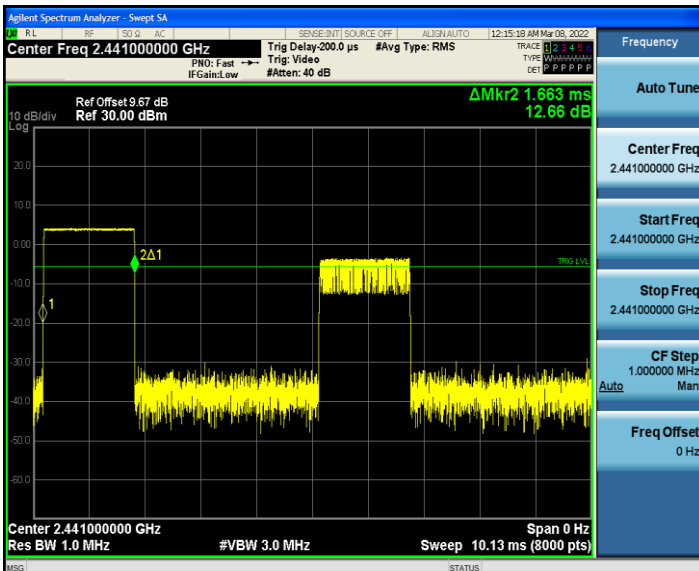 Agilent Spectrum Analyzer - Swept SA
LXI RL RF 50 Ω AC SENSE:INT SOURCE OFF ALIGN AUTO 12:15:18 AM Mar 08, 2022
Center Freq 2.441000000 GHz
Trig Delay-200.0 µs #Avg Type: RMS
TRACE 1 2 3 4 5 6
PNO: Fast Trig: Video
TYPE
IFGain:Low #Atten: 40 dB
DET P P P P P P
Ref Offset 9.67 dB
ΔMkr2 1.663 ms
10 dB/div Ref 30.00 dBm
12.66 dB
Log
20.0
0.00
-10.0
-20.0
-30.0
-40.0
-50.0
-60.0
1
2Δ1
TRIG LVL
Center 2.441000000 GHz
Span 0 Hz
Res BW 1.0 MHz
#VBW 3.0 MHz
Sweep 10.13 ms (8000 pts)
MSG
STATUS
Frequency
Auto Tune
Center Freq
2.441000000 GHz
Start Freq
2.441000000 GHz
Stop Freq
2.441000000 GHz
CF Step
1.000000 MHz
Auto Man
Freq Offset
0 Hz